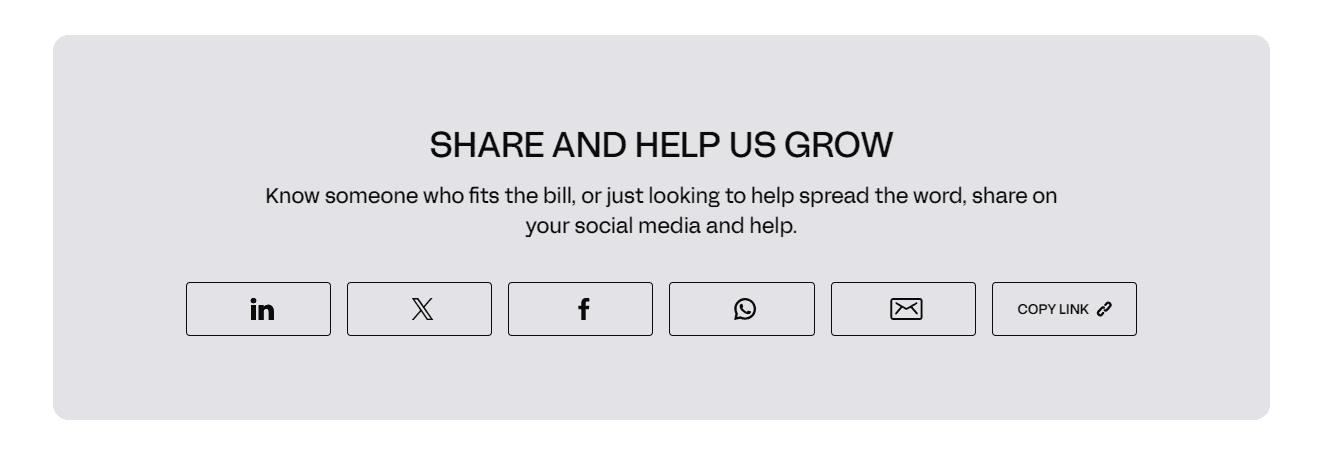 SHARE AND HELP US GROW
Know someone who fits the bill, or just looking to help spread the word, share on
your social media and help.
in
X
f
COPY LINK